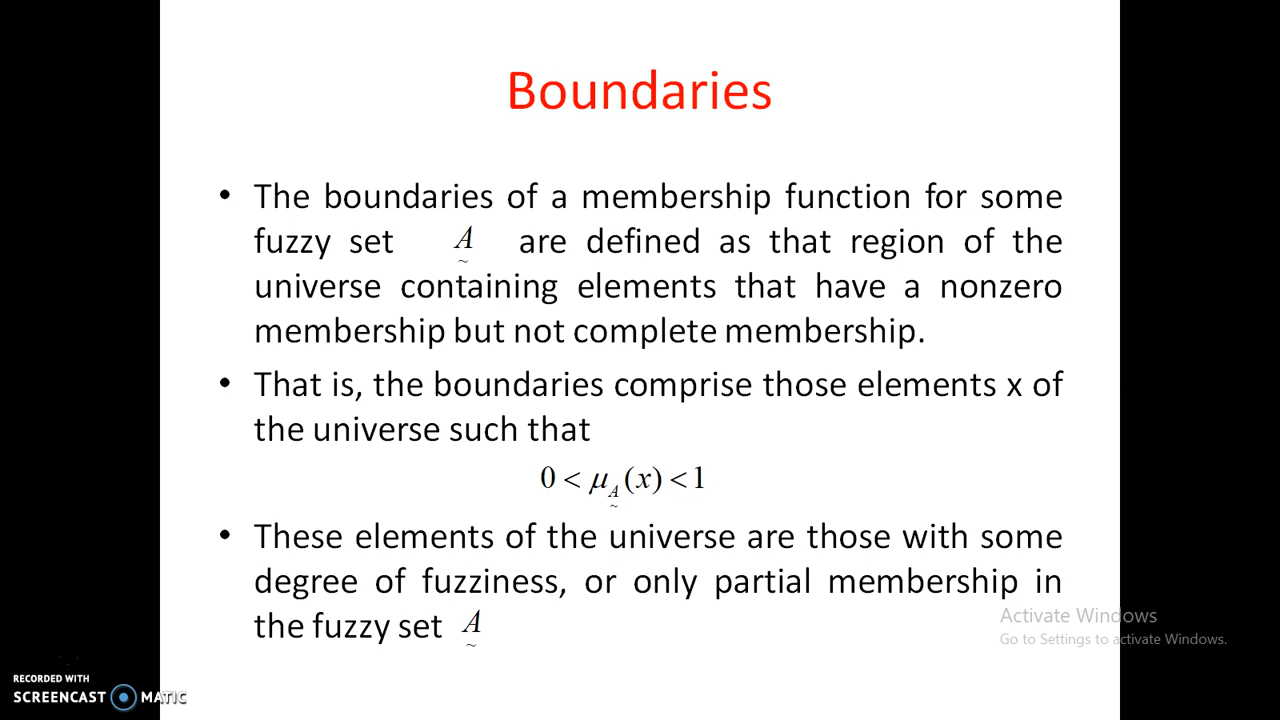 Boundaries
• The boundaries of a membership function for some
fuzzy set A̰ are defined as that region of the
universe containing elements that have a nonzero
membership but not complete membership.
• That is, the boundaries comprise those elements x of
the universe such that
0 < μ_A̰ (x) < 1
• These elements of the universe are those with some
degree of fuzziness, or only partial membership in
the fuzzy set A̰
Activate Windows
Go to Settings to activate Windows.
RECORDED WITH
SCREENCAST MATIC